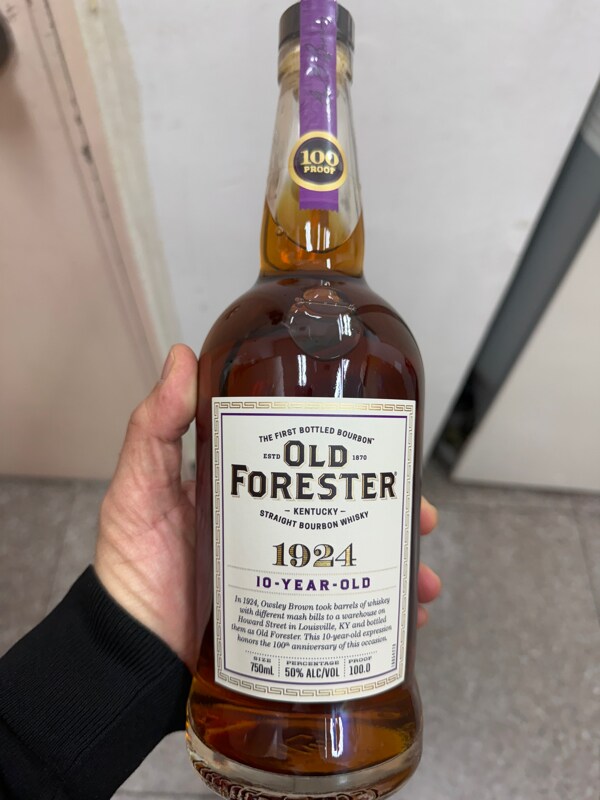 100
PROOF
THE FIRST BOTTLED BOURBON™
ESTD 1870
OLD
FORESTER®
– KENTUCKY –
STRAIGHT BOURBON WHISKY
1924
10-YEAR-OLD
In 1924, Owsley Brown took barrels of whiskey
with different mash bills to a warehouse on
Howard Street in Louisville, KY and bottled
them as Old Forester. This 10-year-old expression
honors the 100th anniversary of this occasion.
SIZE PERCENTAGE PROOF
750mL 50% ALC/VOL 100.0